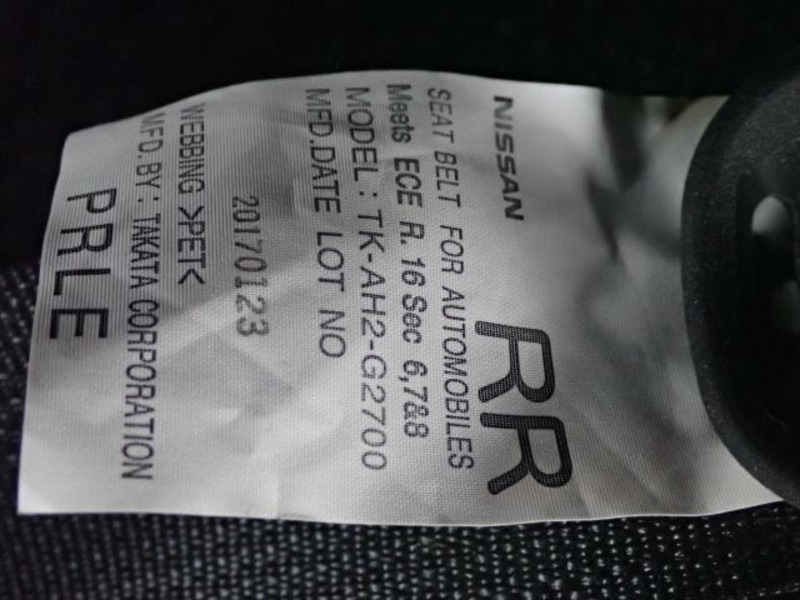 NISSAN
RR
SEAT BELT FOR AUTOMOBILES
Meets ECE R. 16 Sec 6,7&8
MODEL : TK-AH2-G2700
MFD.DATE LOT NO
20170123
WEBBING >PET<
MFD.BY : TAKATA CORPORATION
PRLE